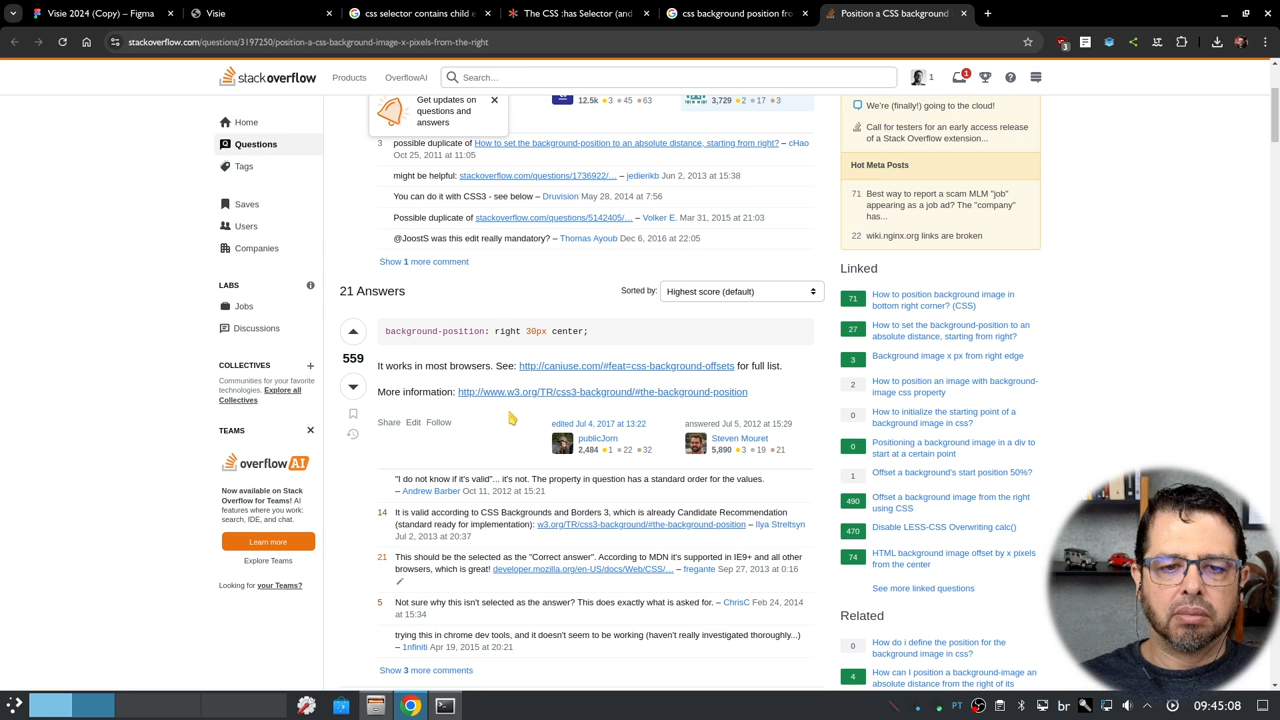 stackoverflow.com/questions/3197250/position-css-background-x-pixels-from-right
stackoverflow
Products
OverflowAI
Search…
1
1
Home
Questions
Tags
Saves
Users
Companies
LABS
Jobs
Discussions
COLLECTIVES
Communities for your favorite
technologies. Explore all
Collectives
TEAMS
overflowAI
Now available on Stack
Overflow for Teams! AI
features where you work:
search, IDE, and chat.
Learn more
Explore Teams
Looking for your Teams?
Get updates on
questions and
answers
12.5k 3 45 63
3,729 2 17 3
3 possible duplicate of How to set the background-position to an absolute distance, starting from right? – cHao
Oct 25, 2011 at 11:05
might be helpful: stackoverflow.com/questions/1736922/… – jedierikb Jun 2, 2013 at 15:38
You can do it with CSS3 - see below – Druvision May 28, 2014 at 7:56
Possible duplicate of stackoverflow.com/questions/5142405/… – Volker E. Mar 31, 2015 at 21:03
@JoostS was this edit really mandatory? – Thomas Ayoub Dec 6, 2016 at 22:05
Show 1 more comment
21 Answers
Sorted by:
Highest score (default)
559
background-position: right 30px center;
It works in most browsers. See: http://caniuse.com/#feat=css-background-offsets for full list.
More information: http://www.w3.org/TR/css3-background/#the-background-position
Share Edit Follow
edited Jul 4, 2017 at 13:22
publicJorn
2,484 1 22 32
answered Jul 5, 2012 at 15:29
Steven Mouret
5,890 3 19 21
"I do not know if it's valid"... it's not. The property in question has a standard order for the values.
– Andrew Barber Oct 11, 2012 at 15:21
14 It is valid according to CSS Backgrounds and Borders 3, which is already Candidate Recommendation
(standard ready for implementation): w3.org/TR/css3-background/#the-background-position – Ilya Streltsyn
Jul 2, 2013 at 20:37
21 This should be the selected as the "Correct answer". According to MDN it's supported in IE9+ and all other
browsers, which is great! developer.mozilla.org/en-US/docs/Web/CSS/… – fregante Sep 27, 2013 at 0:16
5 Not sure why this isn't selected as the answer? This does exactly what is asked for. – ChrisC Feb 24, 2014
at 15:34
trying this in chrome dev tools, and it doesn't seem to be working (haven't really investigated thoroughly...)
– 1nfiniti Apr 19, 2015 at 20:21
Show 3 more comments
We're (finally!) going to the cloud!
Call for testers for an early access release
of a Stack Overflow extension...
Hot Meta Posts
71 Best way to report a scam MLM "job"
appearing as a job ad? The "company"
has...
22 wiki.nginx.org links are broken
Linked
71 How to position background image in
bottom right corner? (CSS)
27 How to set the background-position to an
absolute distance, starting from right?
3 Background image x px from right edge
2 How to position an image with background-
image css property
0 How to initialize the starting point of a
background image in css?
0 Positioning a background image in a div to
start at a certain point
1 Offset a background's start position 50%?
490 Offset a background image from the right
using CSS
470 Disable LESS-CSS Overwriting calc()
74 HTML background image offset by x pixels
from the center
See more linked questions
Related
0 How do i define the position for the
background image in css?
4 How can I position a background-image an
absolute distance from the right of its